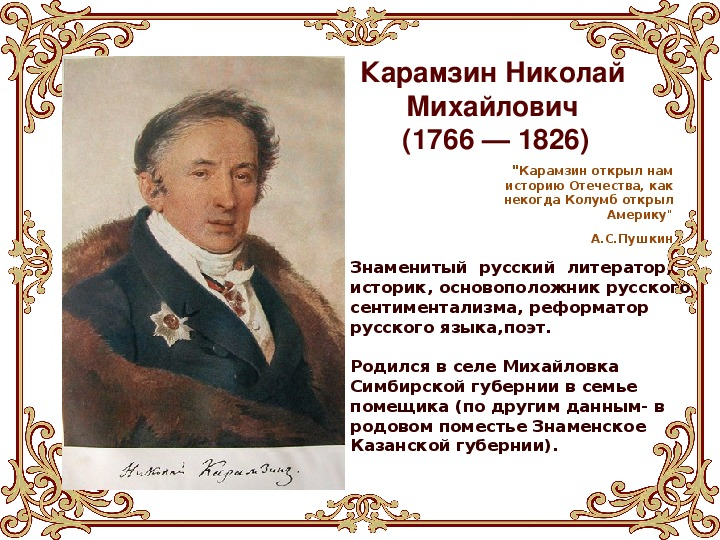 Карамзин Николай
Михайлович
(1766 — 1826)
"Карамзин открыл нам
историю Отечества, как
некогда Колумб открыл
Америку"
А.С.Пушкин
Знаменитый русский литератор,
историк, основоположник русского
сентиментализма, реформатор
русского языка,поэт.
Родился в селе Михайловка
Симбирской губернии в семье
помещика (по другим данным- в
родовом поместье Знаменское
Казанской губернии).
Николай Карамзинъ.